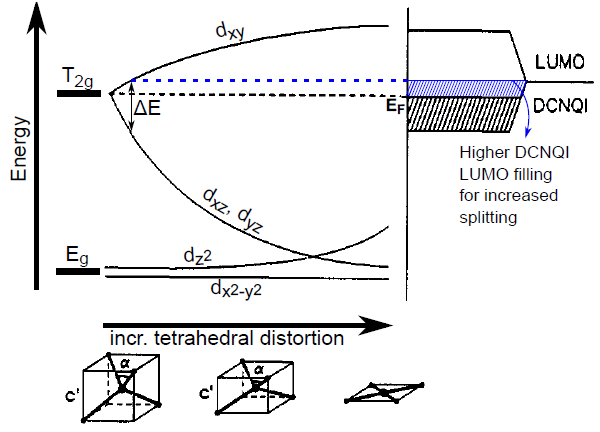 Energy
T2g
Eg
dxy
ΔE
dxz, dyz
dz2
dx2-y2
EF
LUMO
DCNQI
Higher DCNQI
LUMO filling
for increased
splitting
incr. tetrahedral distortion
α
c'
α
c'